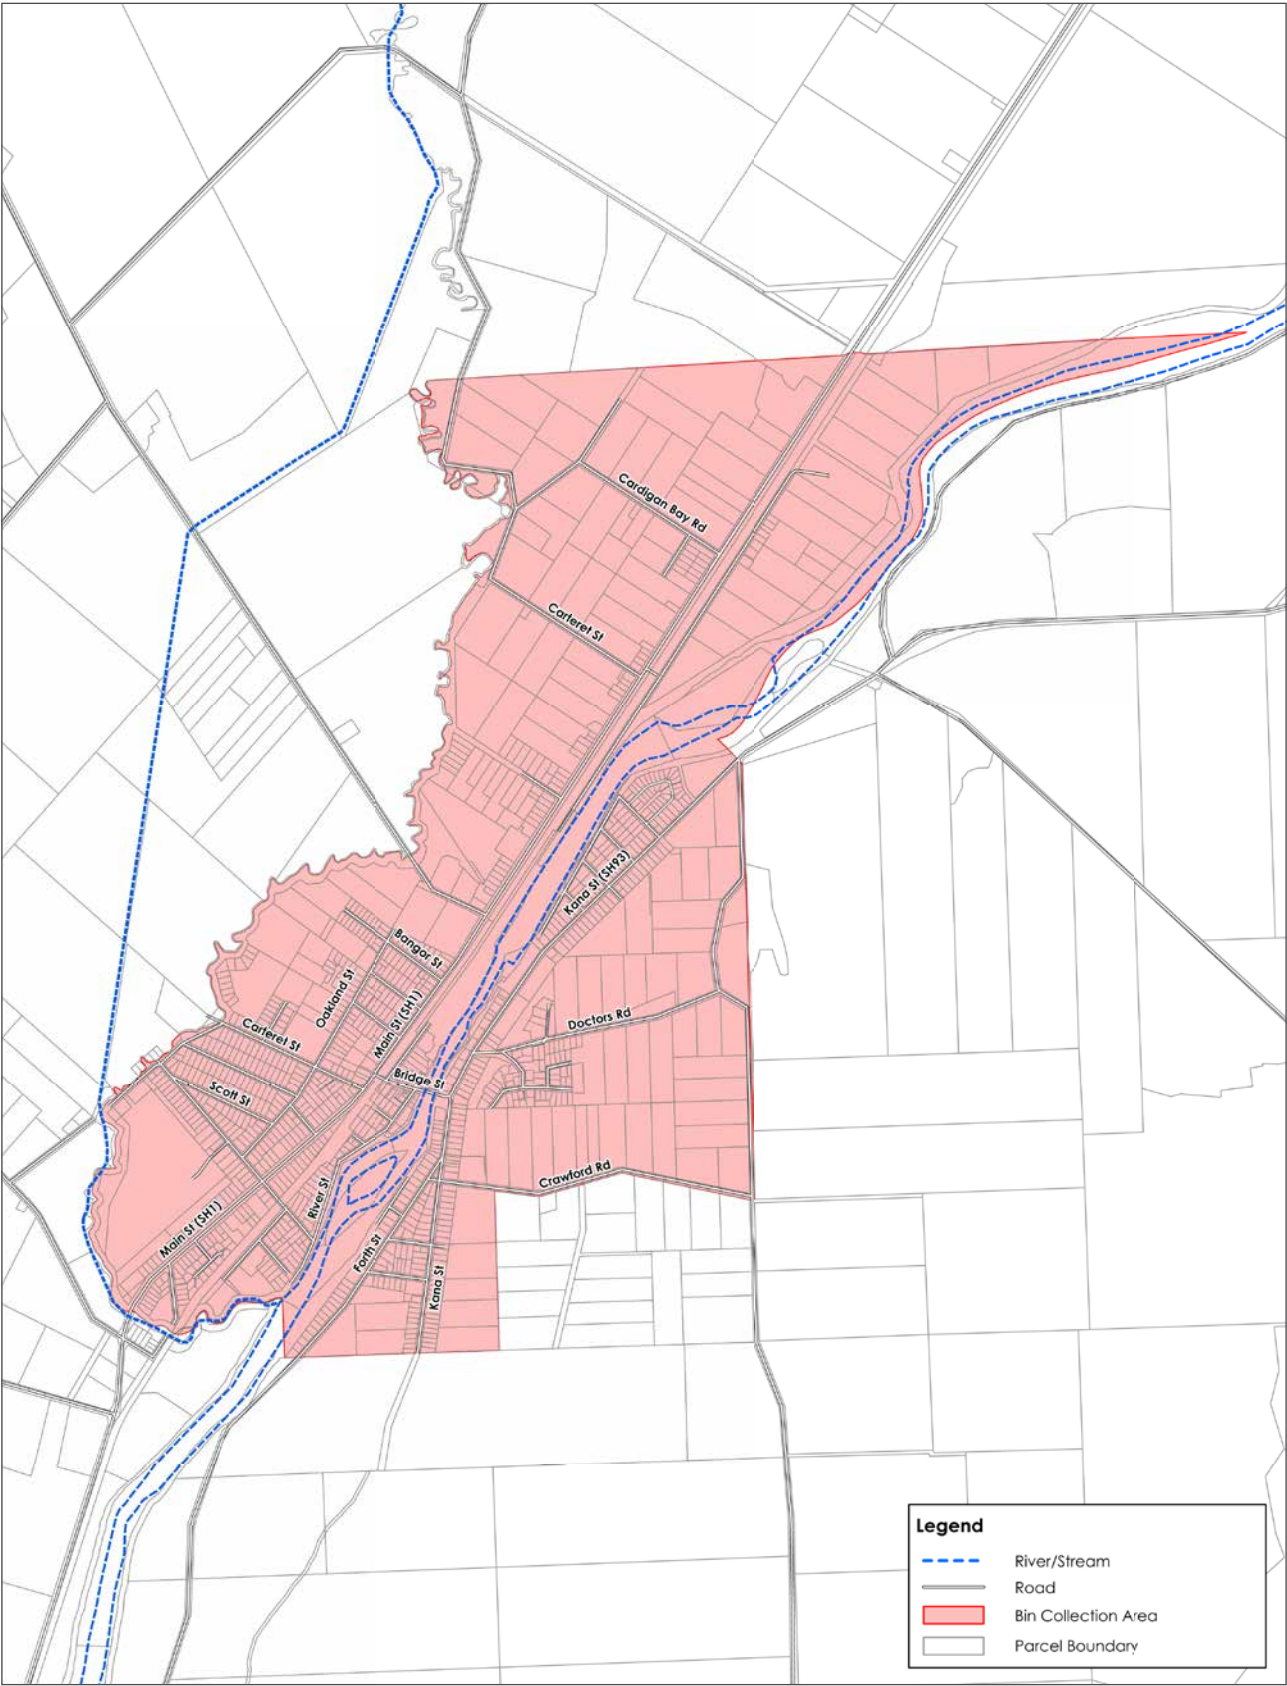 Cardigan Bay Rd
Carteret St
Kana St (SH93)
Bangor St
Oakland St
Main St (SH1)
Doctors Rd
Carteret St
Bridge St
Scott St
Crawford Rd
River St
Main St (SH1)
Forth St
Kana St
Legend
River/Stream
Road
Bin Collection Area
Parcel Boundary